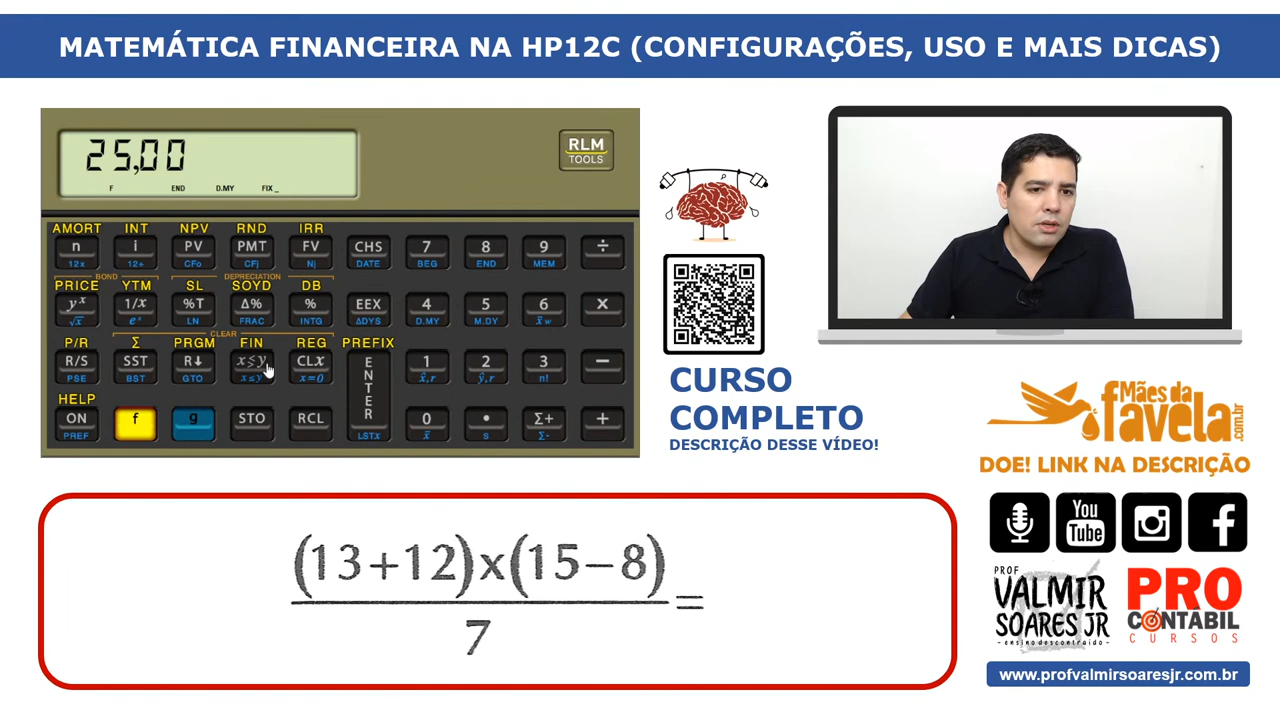 MATEMÁTICA FINANCEIRA NA HP12C (CONFIGURAÇÕES, USO E MAIS DICAS)
25,00
F END D.MY FIX_
RLM
TOOLS
AMORT INT NPV RND IRR
n i PV PMT FV CHS 7 8 9 ÷
12x 12÷ CFo CFj Nj DATE BEG END MEM
BOND DEPRECIATION
PRICE YTM SL SOYD DB
yˣ 1/x %T Δ% % EEX 4 5 6 ×
√x eˣ LN FRAC INTG ΔDYS D.MY M.DY x̄w
CLEAR
P/R Σ PRGM FIN REG PREFIX
R/S SST R↓ x≶y CLx ENTER 1 2 3 −
PSE BST GTO x≤y x=0 x̂,r ŷ,r n!
HELP
ON f g STO RCL 0 • Σ+ +
PREF LSTx x̄ s Σ-
CURSO
COMPLETO
DESCRIÇÃO DESSE VÍDEO!
Mães da
favela.com.br
DOE! LINK NA DESCRIÇÃO
You
Tube
PROF
VALMIR
SOARES JR
-ensino descontraído-
PRO
CONTÁBIL
CURSOS
www.profvalmirsoaresjr.com.br
(13+12)x(15−8)
=
7